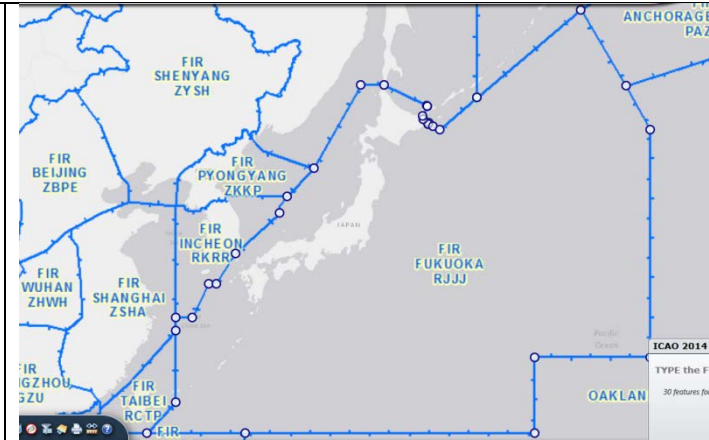 ANCHORAGE
PAZ
FIR
SHENYANG
ZYSH
FIR
BEIJING
ZBPE
FIR
PYONGYANG
ZKKP
JAPAN
FIR
INCHEON
RKRR
FIR
FUKUOKA
RJJJ
FIR
WUHAN
ZHWH
FIR
SHANGHAI
ZSHA
Pacific
Ocean
ICAO 2014
TYPE the F
30 features fo
FIR
GZHOU
GZU
FIR
TAIBEI
RCTP
OAKLAN
FIR